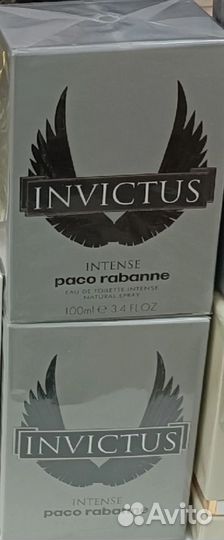 INVICTUS
INTENSE
paco rabanne
EAU DE TOILETTE INTENSE
NATURAL SPRAY
100ml e 3.4 FL.OZ
INVICTUS
INTENSE
paco rabanne
Avito